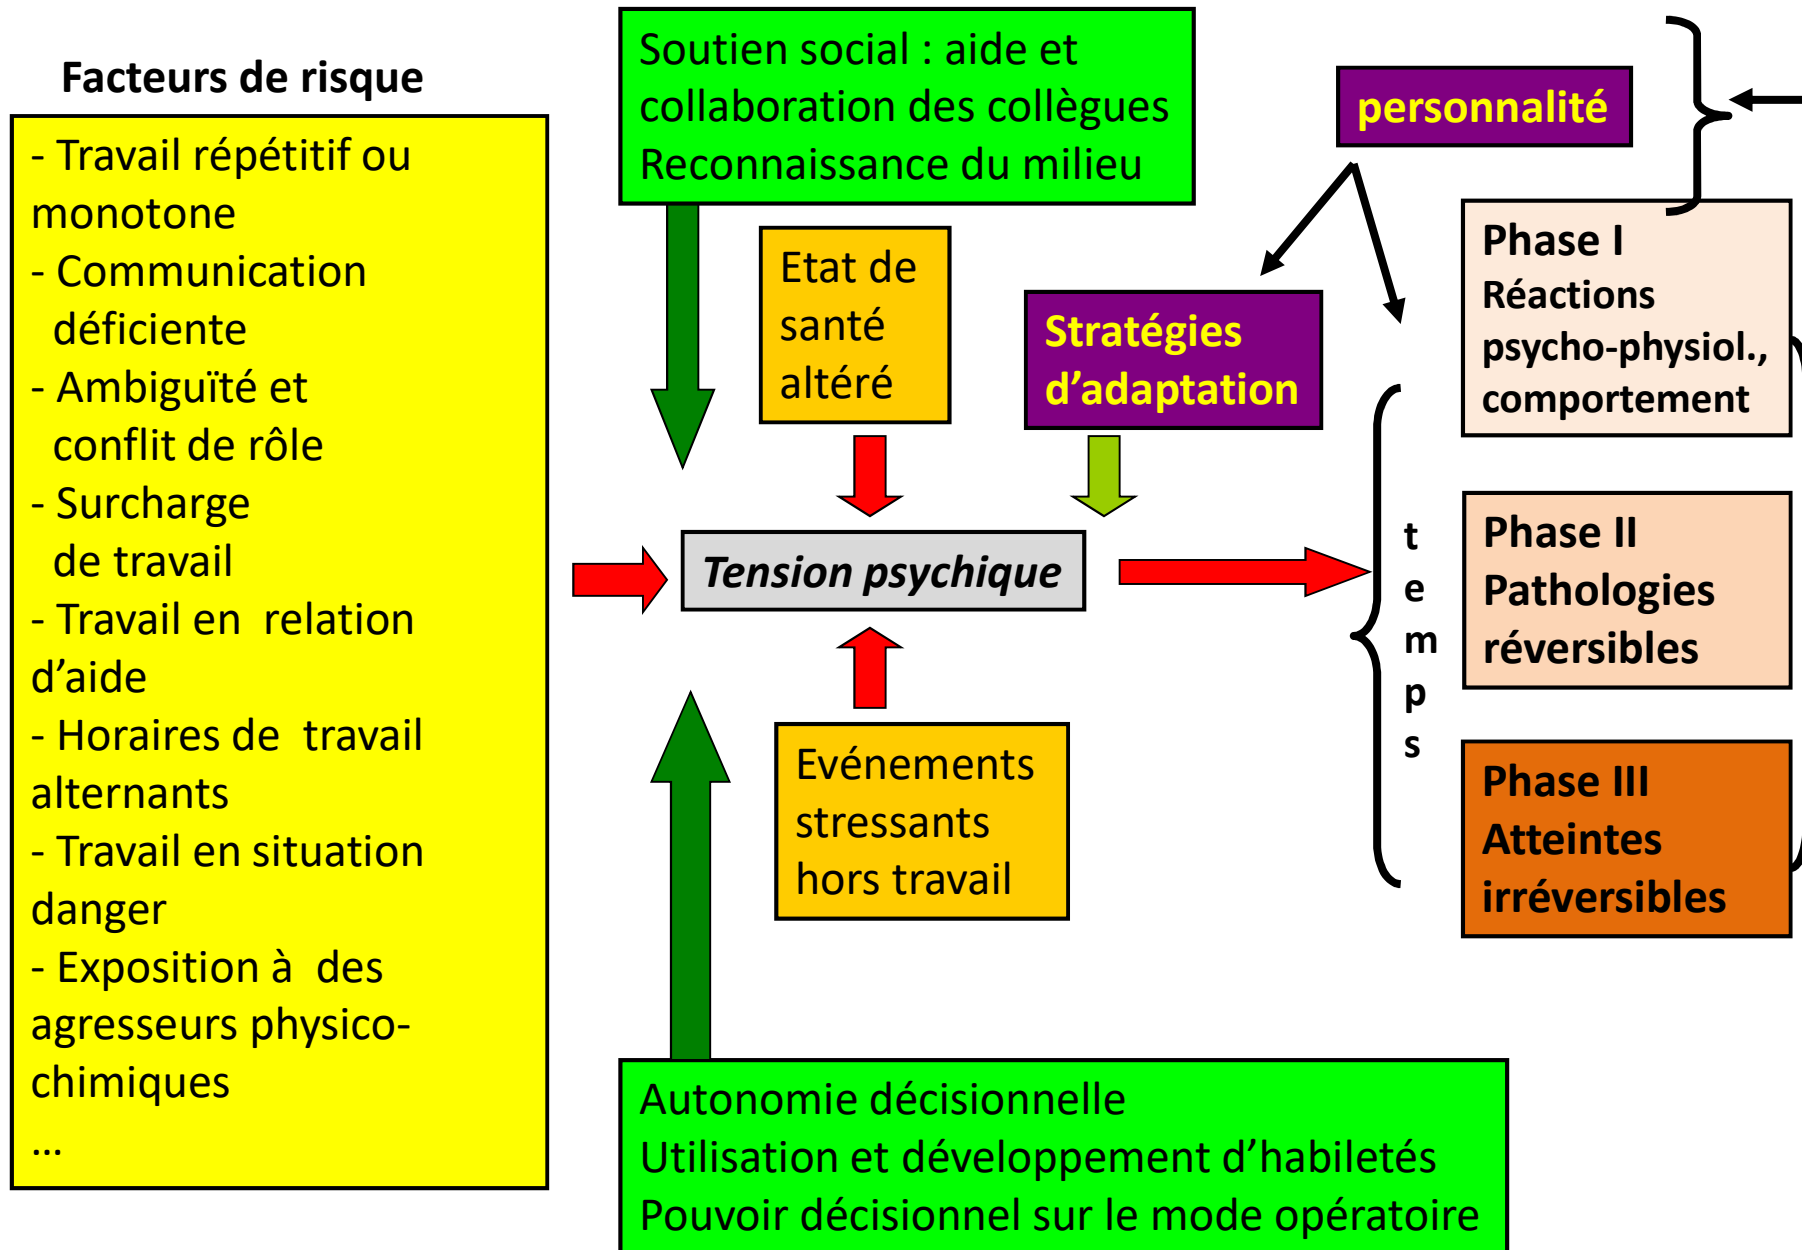 Facteurs de risque
- Travail répétitif ou
monotone
- Communication
déficiente
- Ambiguïté et
conflit de rôle
- Surcharge
de travail
- Travail en relation
d’aide
- Horaires de travail
alternants
- Travail en situation
danger
- Exposition à des
agresseurs physico-
chimiques
...
Soutien social : aide et
collaboration des collègues
Reconnaissance du milieu
Etat de
santé
altéré
personnalité
Stratégies
d’adaptation
Tension psychique
Evénements
stressants
hors travail
Autonomie décisionnelle
Utilisation et développement d’habiletés
Pouvoir décisionnel sur le mode opératoire
t
e
m
p
s
Phase I
Réactions
psycho-physiol.,
comportement
Phase II
Pathologies
réversibles
Phase III
Atteintes
irréversibles